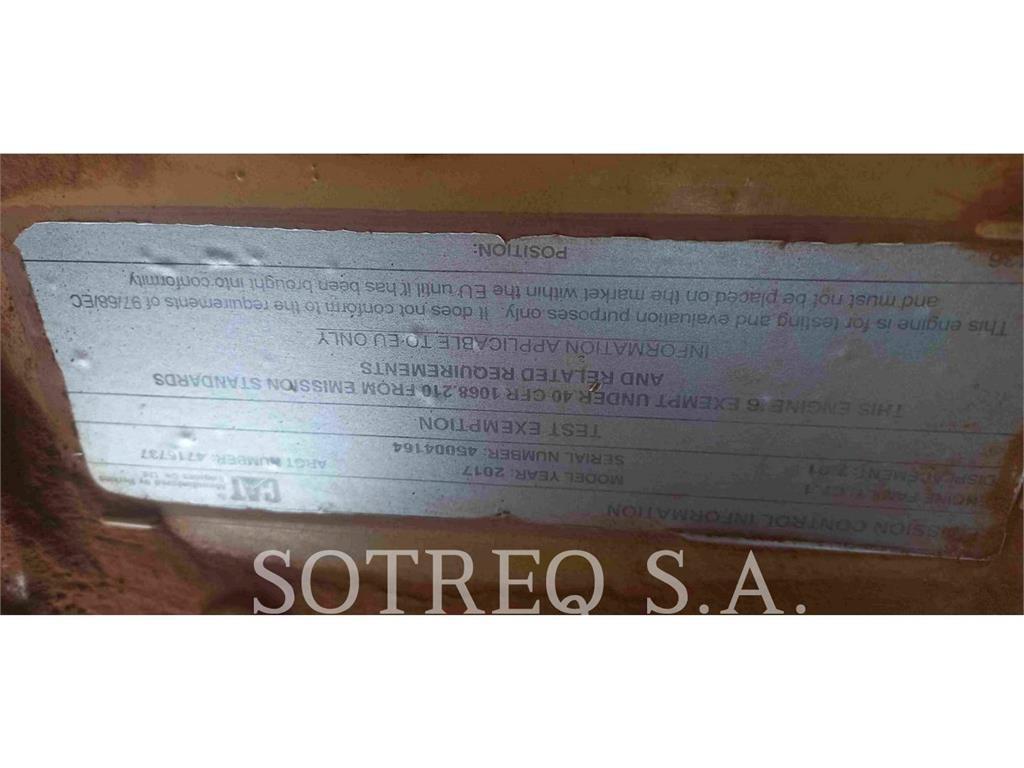 EMISSION CONTROL INFORMATION
ENGINE FAMILY: C7.1 MODEL YEAR: 2017 CAT
DISPLACEMENT: 7.01 SERIAL NUMBER: 45004164 ARGT NUMBER: 4715737
TEST EXEMPTION
THIS ENGINE IS EXEMPT UNDER 40 CFR 1068.210 FROM EMISSION STANDARDS
AND RELATED REQUIREMENTS
INFORMATION APPLICABLE TO EU ONLY
This engine is for testing and evaluation purposes only. It does not conform to the requirements of 97/68/EC
and must not be placed on the market within the EU until it has been brought into conformity
POSITION:
SOTREQ S.A.